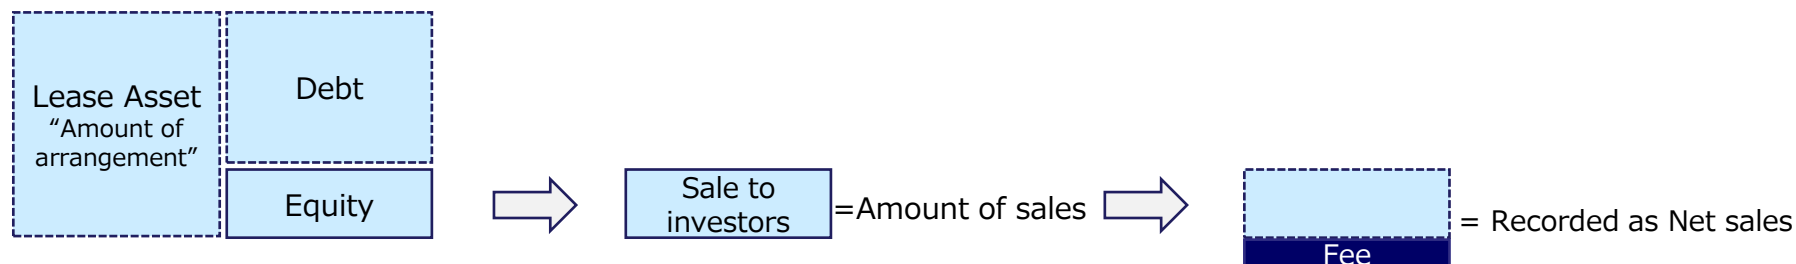 Lease Asset
“Amount of
arrangement”
Debt
Equity
Sale to
investors
=Amount of sales
= Recorded as Net sales
Fee